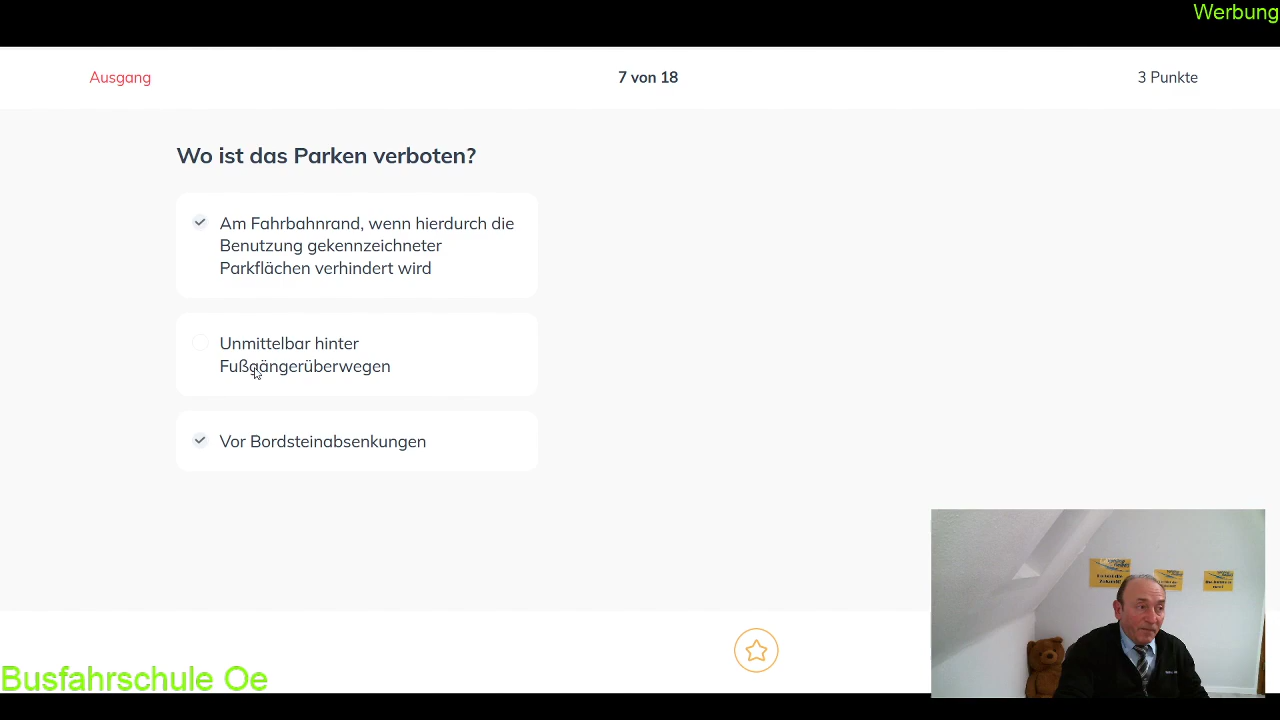 Werbung
Ausgang
7 von 18
3 Punkte
Wo ist das Parken verboten?
Am Fahrbahnrand, wenn hierdurch die
Benutzung gekennzeichneter
Parkflächen verhindert wird
Unmittelbar hinter
Fußgängerüberwegen
Vor Bordsteinabsenkungen
Busfahrschule Oe